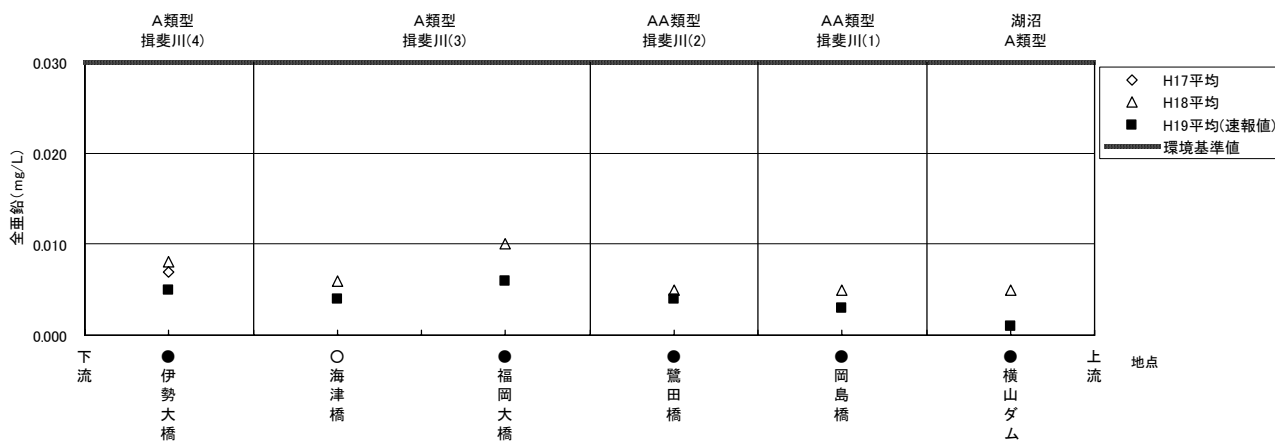 A類型
揖斐川(4)
A類型
揖斐川(3)
AA類型
揖斐川(2)
AA類型
揖斐川(1)
湖沼
A類型
全亜鉛(mg/L)
0.030
0.020
0.010
0.000
H17平均
H18平均
H19平均(速報値)
環境基準値
下流
伊勢大橋
海津橋
福岡大橋
鷺田橋
岡島橋
横山ダム
上流
地点